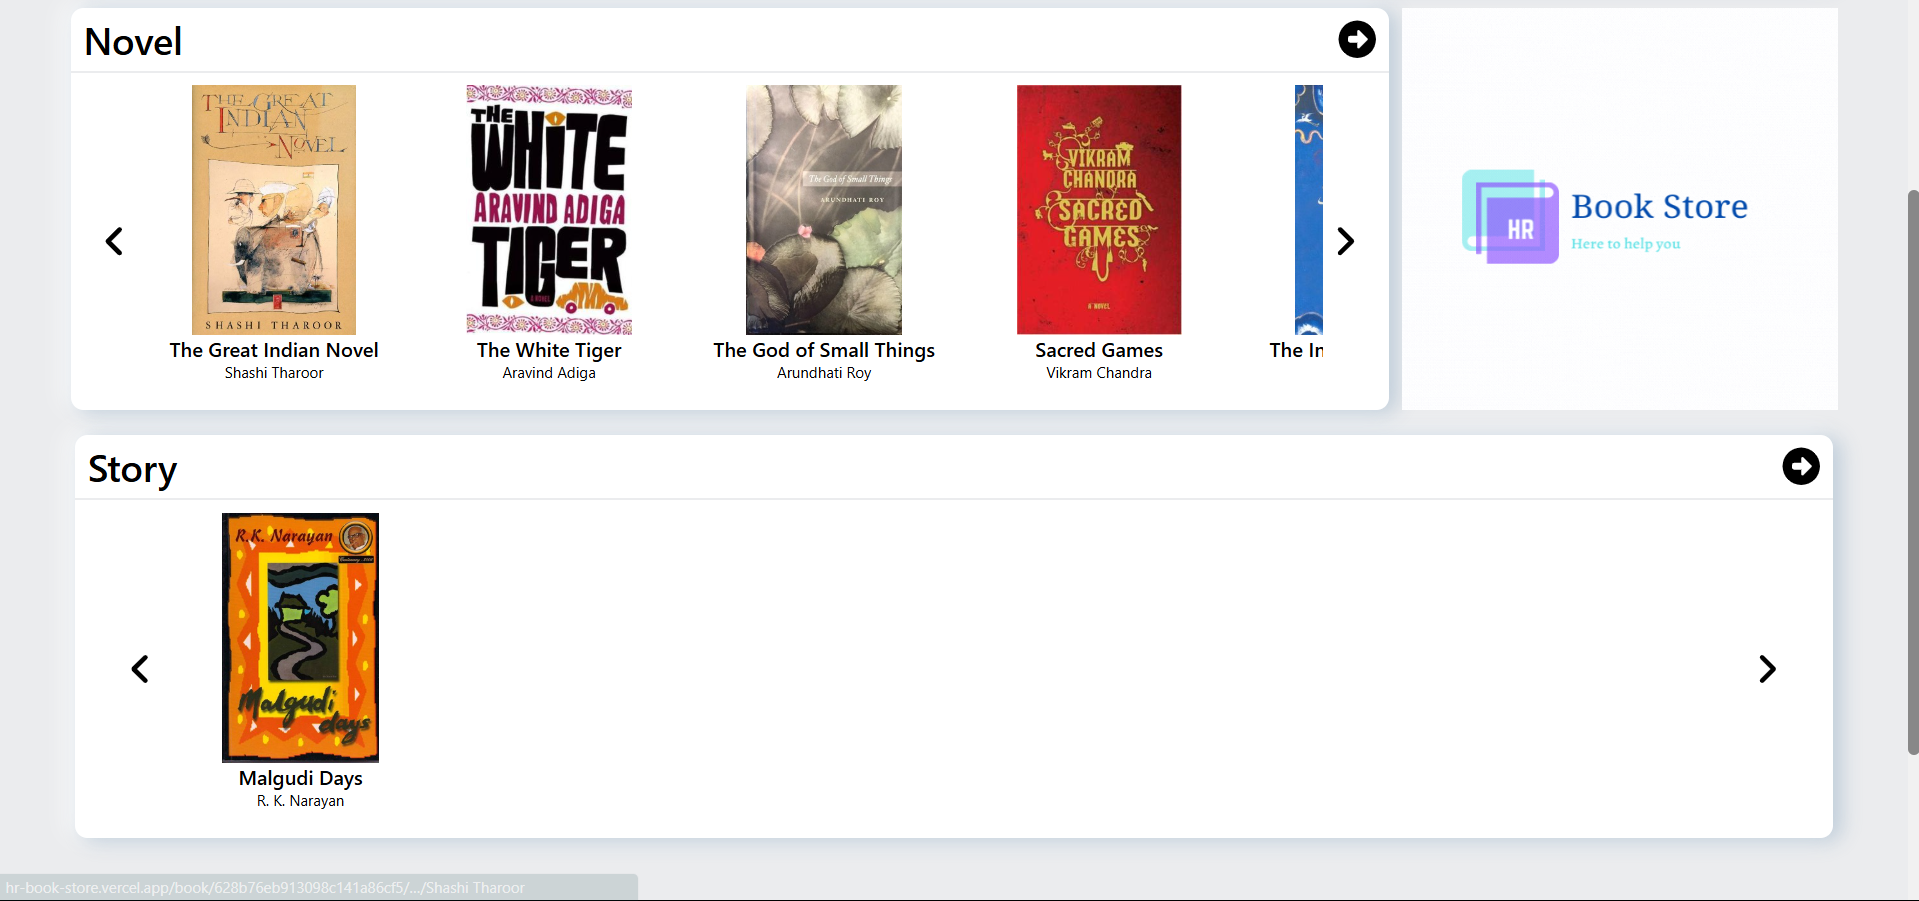 Novel
THE GREAT
INDIAN
NOVEL
SHASHI THAROOR
The Great Indian Novel
Shashi Tharoor
THE
WHITE
ARAVIND ADIGA
TIGER
A NOVEL
The White Tiger
Aravind Adiga
The God of Small Things
ARUNDHATI ROY
The God of Small Things
Arundhati Roy
VIKRAM
CHANDRA
SACRED
GAMES
A NOVEL
Sacred Games
Vikram Chandra
The In
HR
Book Store
Here to help you
Story
R.K. Narayan
Malgudi
days
Malgudi Days
R. K. Narayan
hr-book-store.vercel.app/book/628b76eb913098c141a86cf5/.../Shashi Tharoor